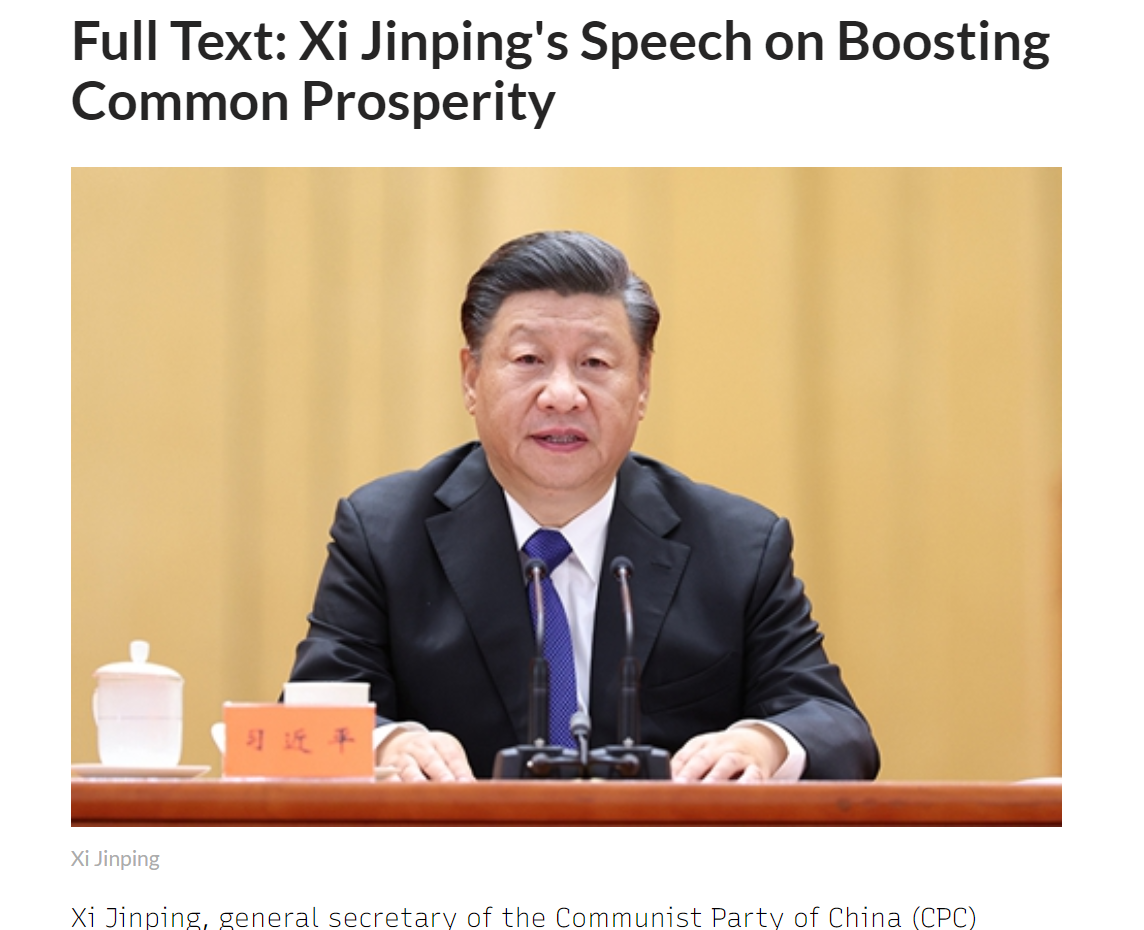 Full Text: Xi Jinping's Speech on Boosting
Common Prosperity
习近平
Xi Jinping
Xi Jinping, general secretary of the Communist Party of China (CPC)